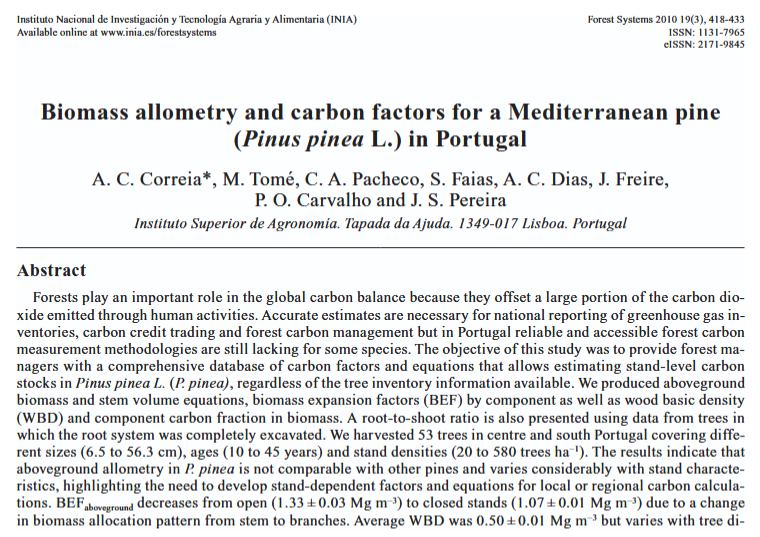 Instituto Nacional de Investigación y Tecnología Agraria y Alimentaria (INIA)
Available online at www.inia.es/forestsystems
Forest Systems 2010 19(3), 418-433
ISSN: 1131-7965
eISSN: 2171-9845
Biomass allometry and carbon factors for a Mediterranean pine
(Pinus pinea L.) in Portugal
A. C. Correia*, M. Tomé, C. A. Pacheco, S. Faias, A. C. Dias, J. Freire,
P. O. Carvalho and J. S. Pereira
Instituto Superior de Agronomía. Tapada da Ajuda. 1349-017 Lisboa. Portugal
Abstract
Forests play an important role in the global carbon balance because they offset a large portion of the carbon dio-
xide emitted through human activities. Accurate estimates are necessary for national reporting of greenhouse gas in-
ventories, carbon credit trading and forest carbon management but in Portugal reliable and accessible forest carbon
measurement methodologies are still lacking for some species. The objective of this study was to provide forest ma-
nagers with a comprehensive database of carbon factors and equations that allows estimating stand-level carbon
stocks in Pinus pinea L. (P. pinea), regardless of the tree inventory information available. We produced aboveground
biomass and stem volume equations, biomass expansion factors (BEF) by component as well as wood basic density
(WBD) and component carbon fraction in biomass. A root-to-shoot ratio is also presented using data from trees in
which the root system was completely excavated. We harvested 53 trees in centre and south Portugal covering diffe-
rent sizes (6.5 to 56.3 cm), ages (10 to 45 years) and stand densities (20 to 580 trees ha⁻¹). The results indicate that
aboveground allometry in P. pinea is not comparable with other pines and varies considerably with stand characte-
ristics, highlighting the need to develop stand-dependent factors and equations for local or regional carbon calcula-
tions. BEFaboveground decreases from open (1.33 ± 0.03 Mg m⁻³) to closed stands (1.07 ± 0.01 Mg m⁻³) due to a change
in biomass allocation pattern from stem to branches. Average WBD was 0.50 ± 0.01 Mg m⁻³ but varies with tree di-